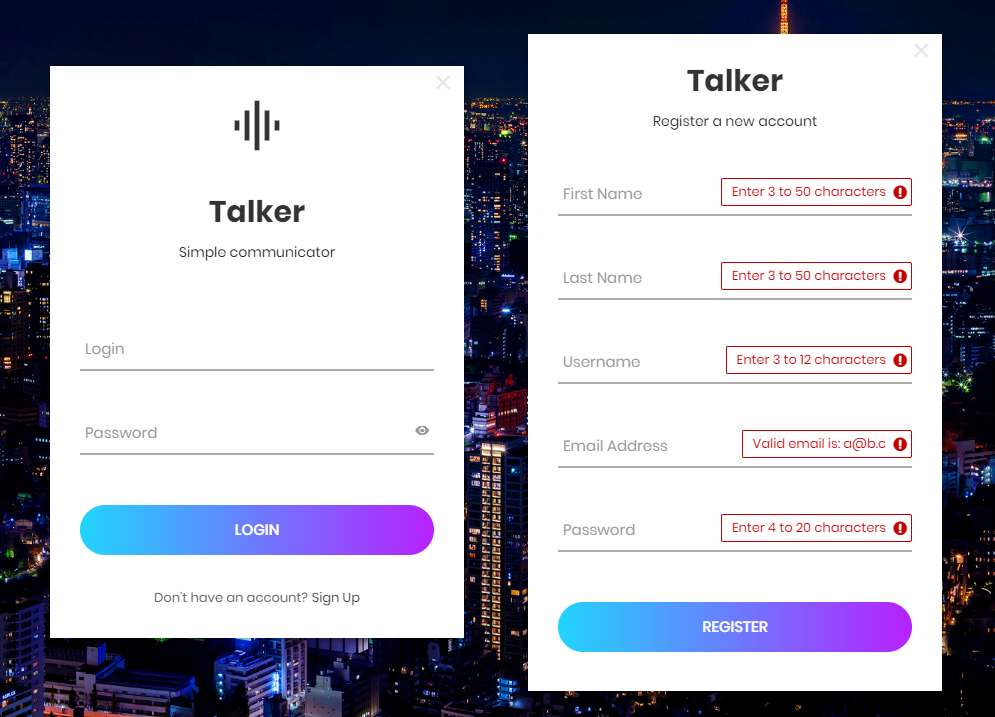 Talker
Simple communicator
Login
Password
LOGIN
Don't have an account? Sign Up
Talker
Register a new account
First Name
Enter 3 to 50 characters
Last Name
Enter 3 to 50 characters
Username
Enter 3 to 12 characters
Email Address
Valid email is: a@b.c
Password
Enter 4 to 20 characters
REGISTER